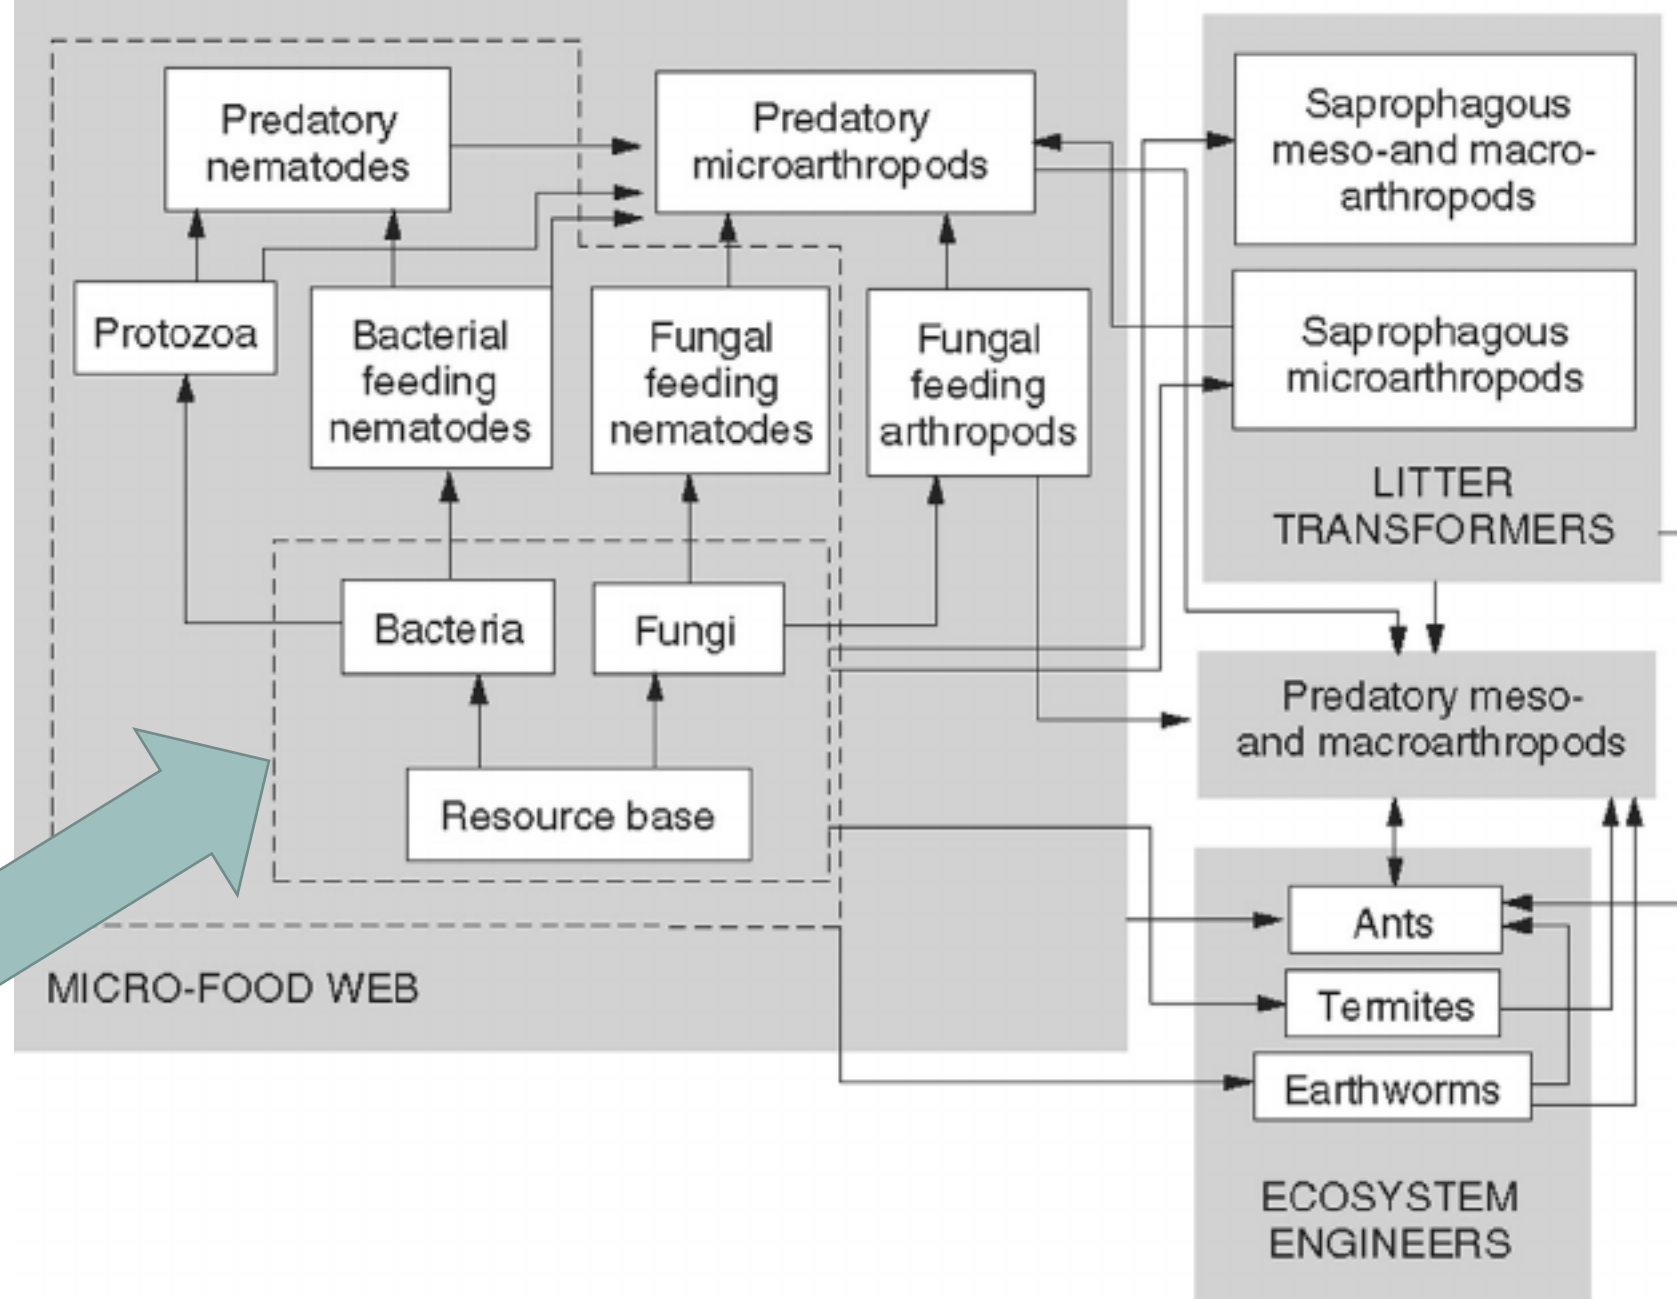 Predatory
nematodes
Predatory
microarthropods
Saprophagous
meso-and macro-
arthropods
Protozoa
Bacterial
feeding
nematodes
Fungal
feeding
nematodes
Fungal
feeding
arthropods
Saprophagous
microarthropods
LITTER
TRANSFORMERS
Bacteria
Fungi
Predatory meso-
and macroarthropods
Resource base
Ants
MICRO-FOOD WEB
Termites
Earthworms
ECOSYSTEM
ENGINEERS